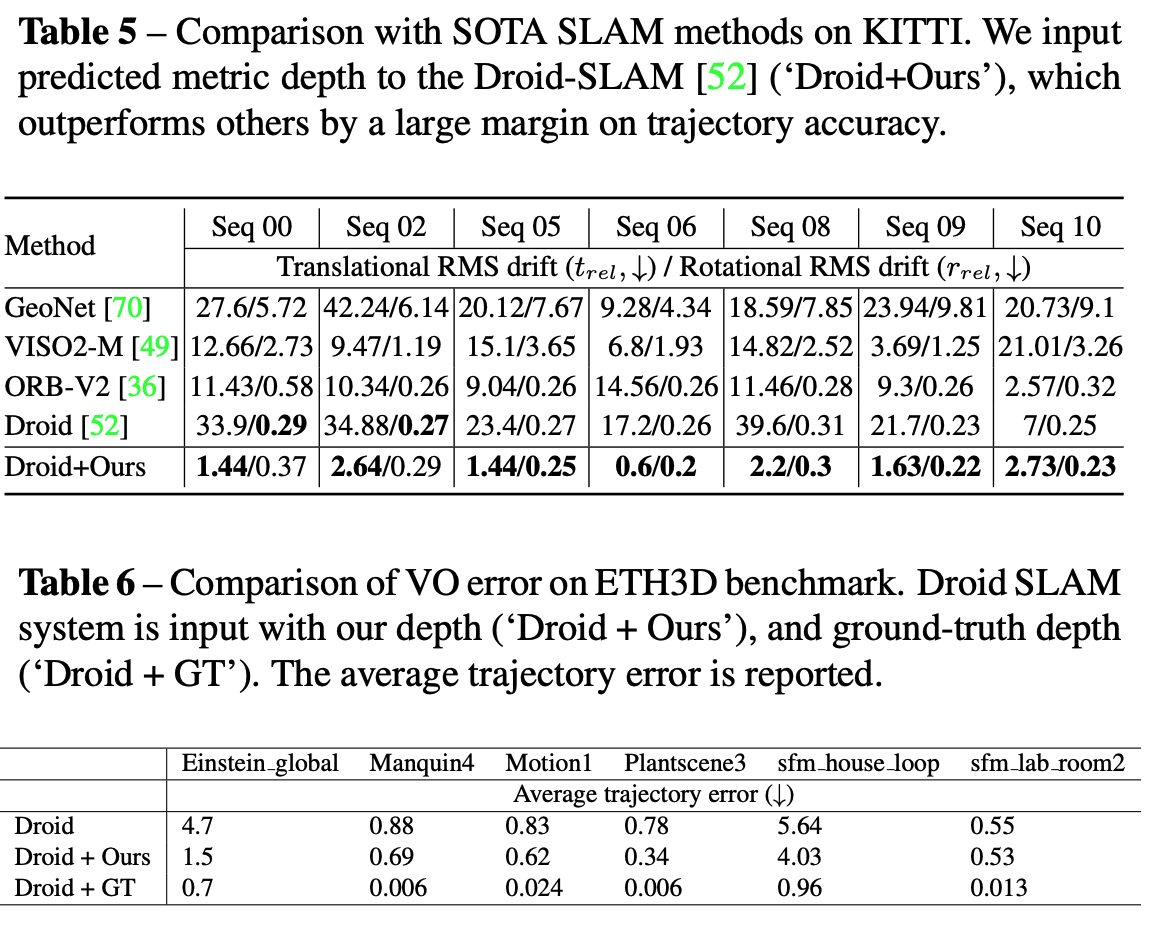 Table 5 – Comparison with SOTA SLAM methods on KITTI. We input
predicted metric depth to the Droid-SLAM [52] (‘Droid+Ours’), which
outperforms others by a large margin on trajectory accuracy.
Method Seq 00 Seq 02 Seq 05 Seq 06 Seq 08 Seq 09 Seq 10
Translational RMS drift (t_rel, ↓) / Rotational RMS drift (r_rel, ↓)
GeoNet [70] 27.6/5.72 42.24/6.14 20.12/7.67 9.28/4.34 18.59/7.85 23.94/9.81 20.73/9.1
VISO2-M [49] 12.66/2.73 9.47/1.19 15.1/3.65 6.8/1.93 14.82/2.52 3.69/1.25 21.01/3.26
ORB-V2 [36] 11.43/0.58 10.34/0.26 9.04/0.26 14.56/0.26 11.46/0.28 9.3/0.26 2.57/0.32
Droid [52] 33.9/0.29 34.88/0.27 23.4/0.27 17.2/0.26 39.6/0.31 21.7/0.23 7/0.25
Droid+Ours 1.44/0.37 2.64/0.29 1.44/0.25 0.6/0.2 2.2/0.3 1.63/0.22 2.73/0.23
Table 6 – Comparison of VO error on ETH3D benchmark. Droid SLAM
system is input with our depth (‘Droid + Ours’), and ground-truth depth
(‘Droid + GT’). The average trajectory error is reported.
Einstein_global Manquin4 Motion1 Plantscene3 sfm_house_loop sfm_lab_room2
Average trajectory error (↓)
Droid 4.7 0.88 0.83 0.78 5.64 0.55
Droid + Ours 1.5 0.69 0.62 0.34 4.03 0.53
Droid + GT 0.7 0.006 0.024 0.006 0.96 0.013